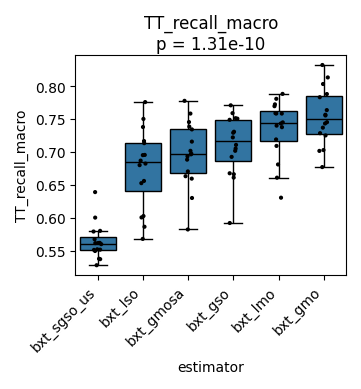 TT_recall_macro
p = 1.31e-10
TT_recall_macro
0.80
0.75
0.70
0.65
0.60
0.55
bxt_sgso_us
bxt_lso
bxt_gmosa
bxt_gso
bxt_lmo
bxt_gmo
estimator